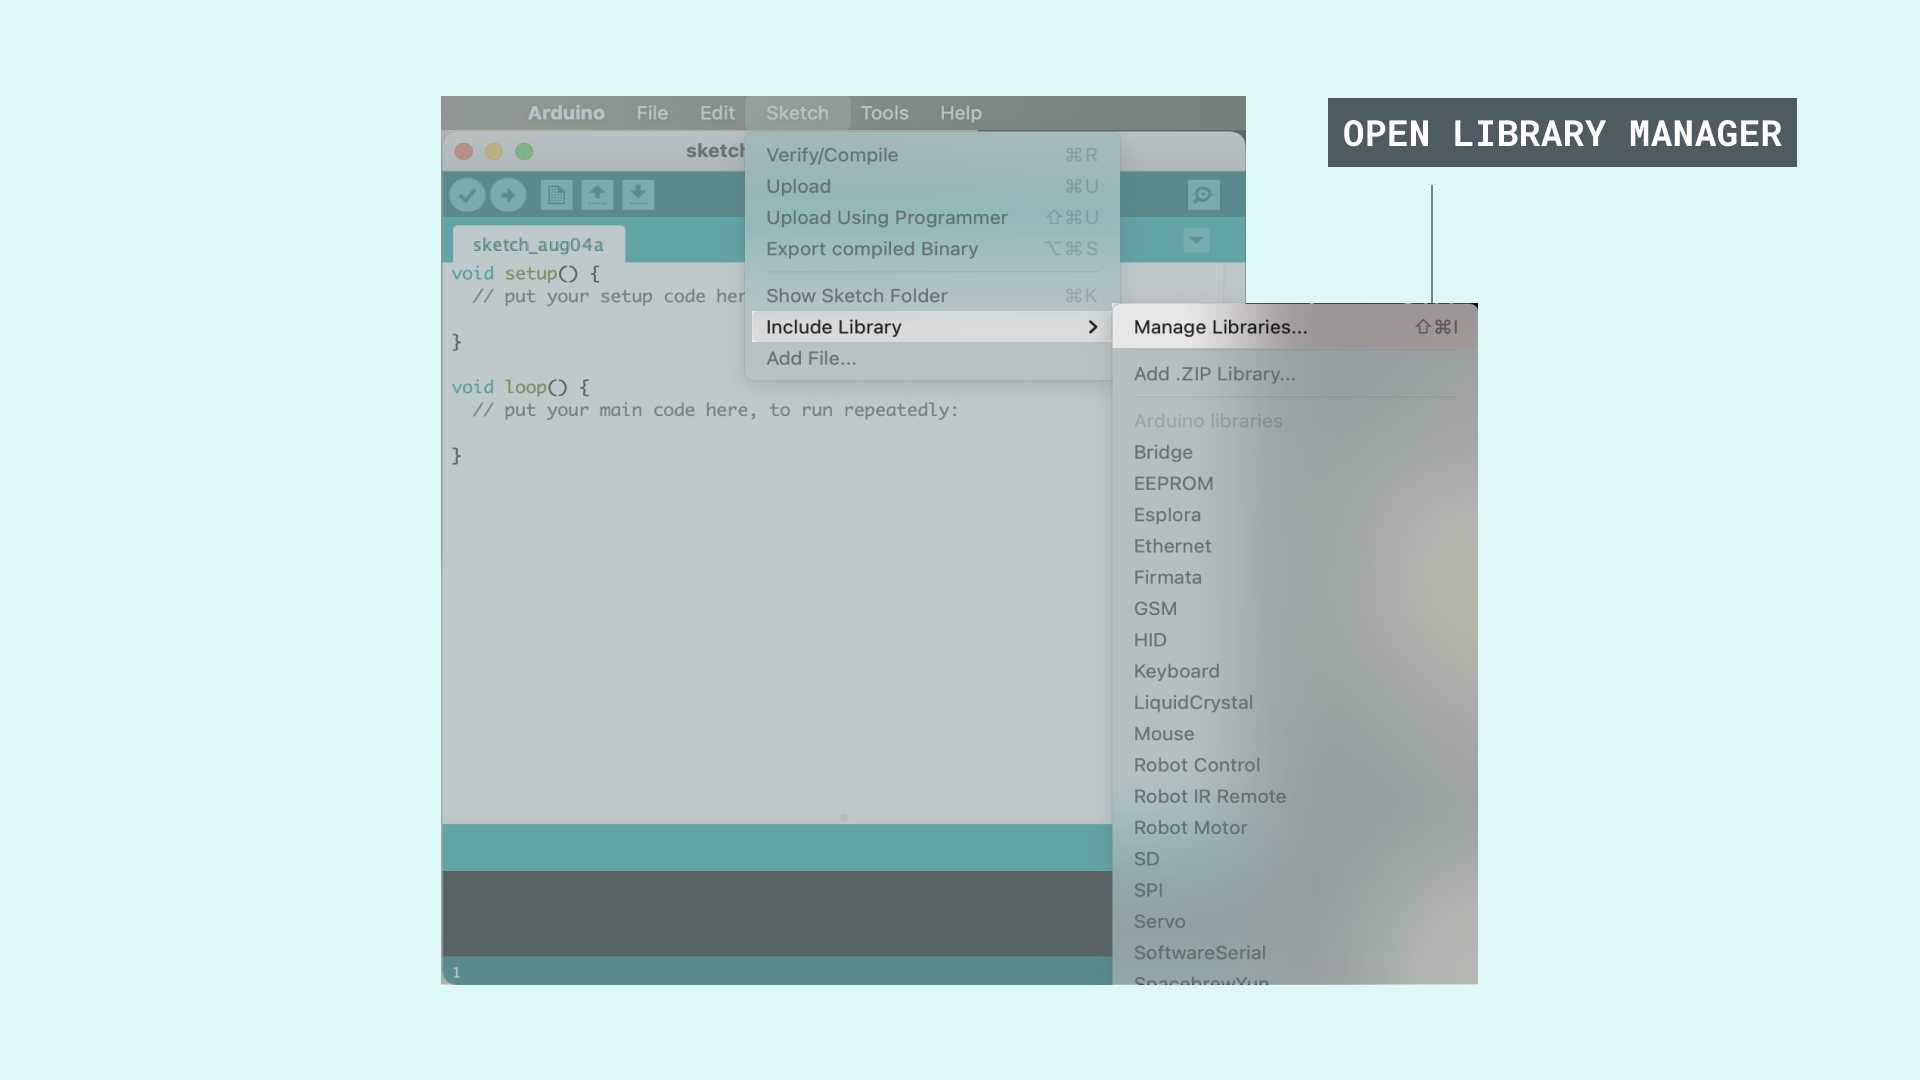 Arduino File Edit Sketch Tools Help
OPEN LIBRARY MANAGER
sketch
Verify/Compile ⌘R
Upload ⌘U
Upload Using Programmer ⇧⌘U
Export compiled Binary ⌥⌘S
Show Sketch Folder ⌘K
Include Library
Add File...
sketch_aug04a
void setup() {
// put your setup code her
}
void loop() {
// put your main code here, to run repeatedly:
}
1
Manage Libraries... ⇧⌘I
Add .ZIP Library...
Arduino libraries
Bridge
EEPROM
Esplora
Ethernet
Firmata
GSM
HID
Keyboard
LiquidCrystal
Mouse
Robot Control
Robot IR Remote
Robot Motor
SD
SPI
Servo
SoftwareSerial
SpacebrewYun